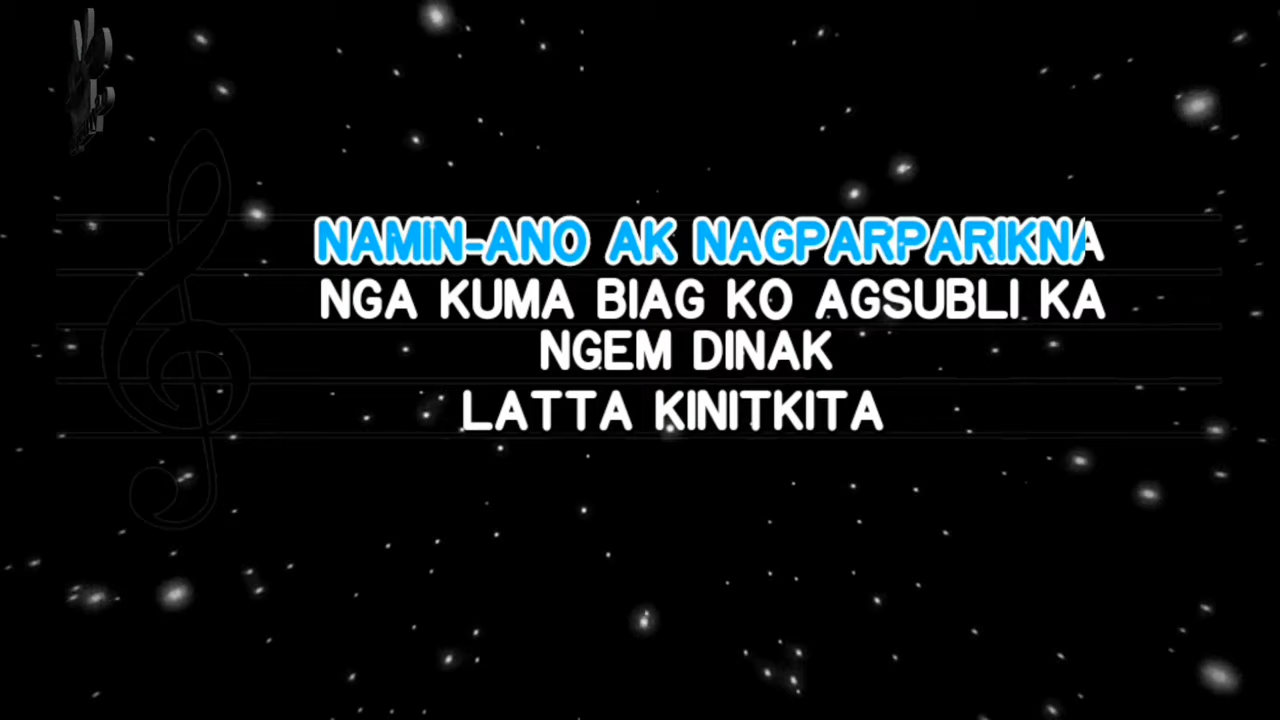 NAMIN-ANO AK NAGPARPARIKNA
NGA KUMA BIAG KO AGSUBLI KA
NGEM DINAK
LATTA KINITKITA